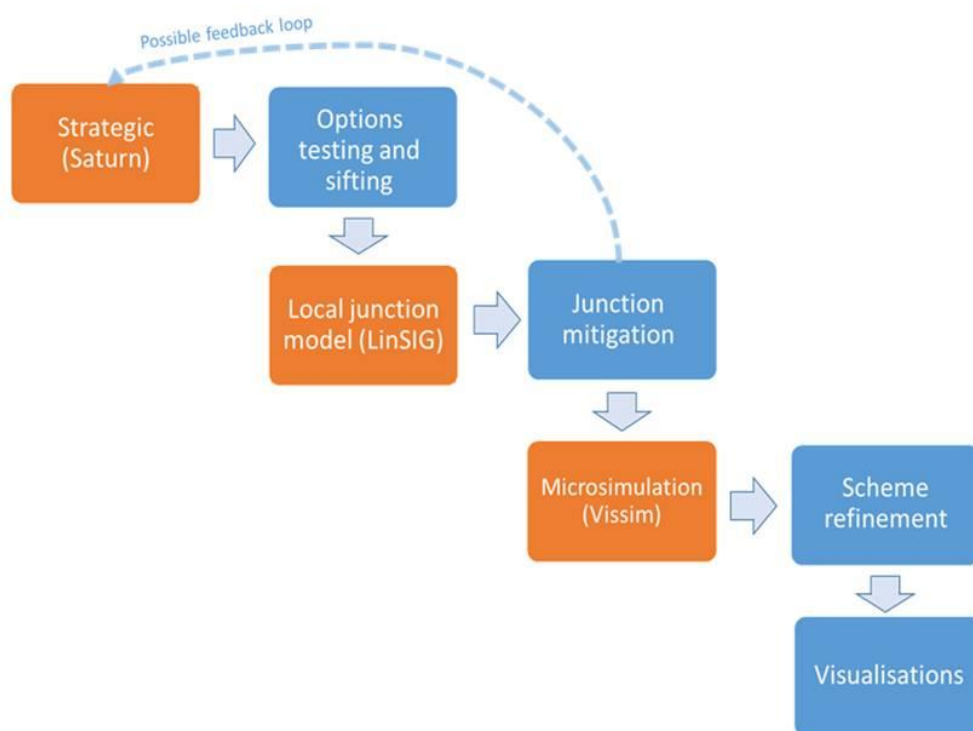 Possible feedback loop
Strategic
(Saturn)
Options
testing and
sifting
Local junction
model (LinSIG)
Junction
mitigation
Microsimulation
(Vissim)
Scheme
refinement
Visualisations